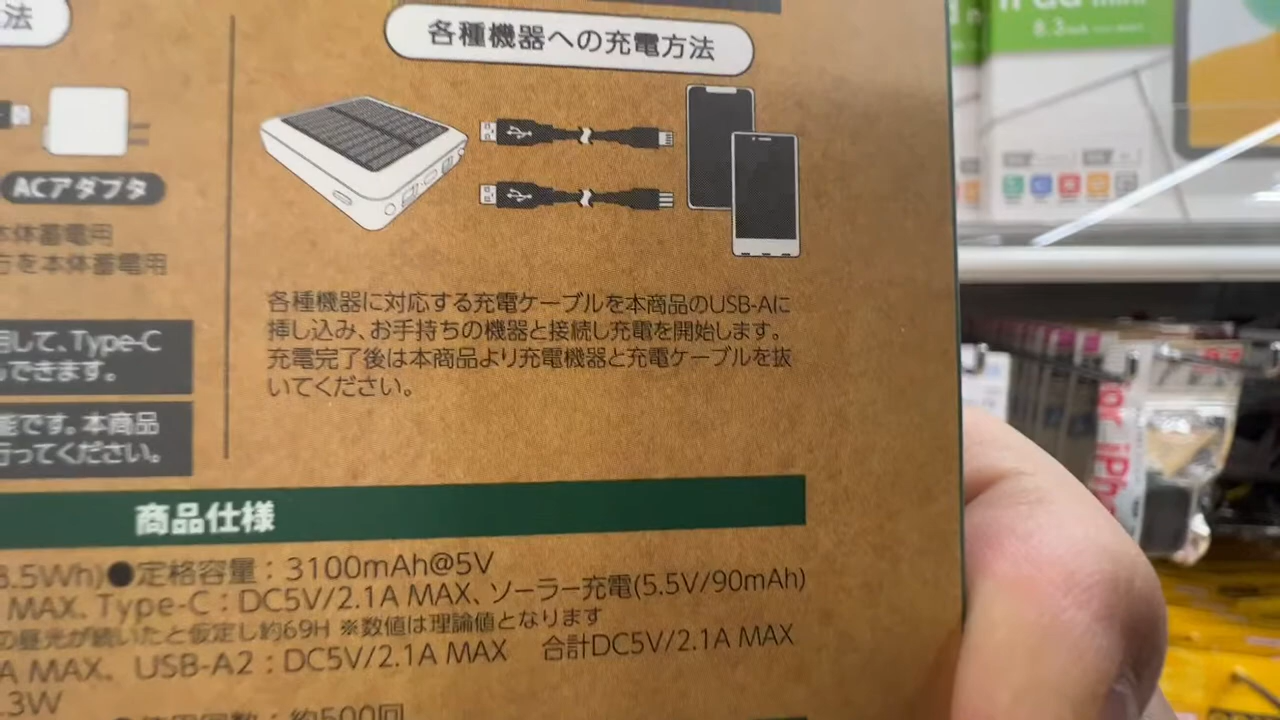 法
各種機器への充電方法
ACアダプタ
本体蓄電用
方を本体蓄電用
各種機器に対応する充電ケーブルを本商品のUSB-Aに
挿し込み、お手持ちの機器と接続し充電を開始します。
充電完了後は本商品より充電機器と充電ケーブルを抜
いてください。
用して、Type-C
できます。
能です。本商品
行ってください。
商品仕様
8.5Wh)●定格容量：3100mAh@5V
MAX、Type-C：DC5V/2.1A MAX、ソーラー充電(5.5V/90mAh)
の昼光が続いたと仮定し約69H ※数値は理論値となります
A MAX、USB-A2：DC5V/2.1A MAX 合計DC5V/2.1A MAX
.3W
：約500回
iPad mini
8.3inch
for iPho